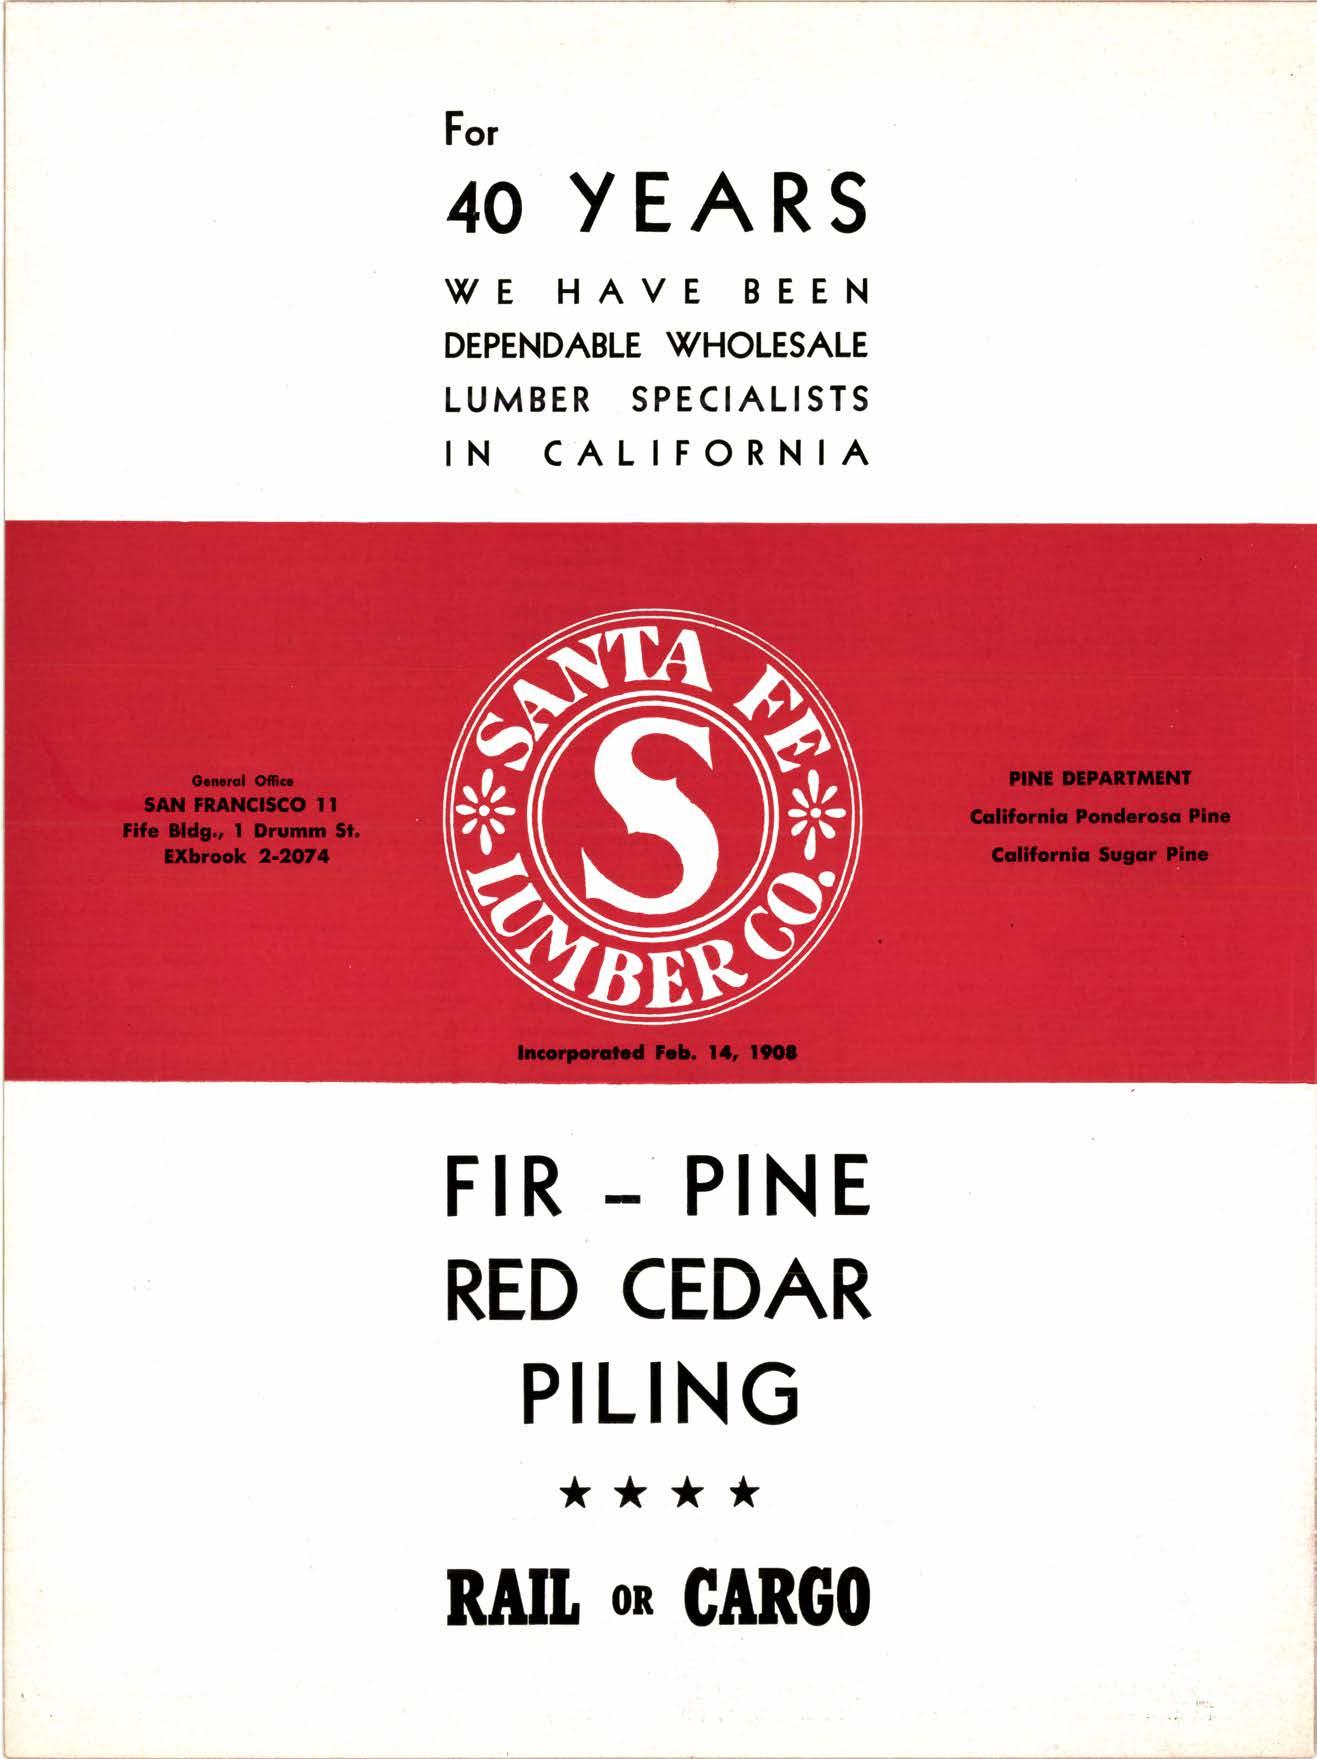 For
40 YEARS
WE HAVE BEEN
DEPENDABLE WHOLESALE
LUMBER SPECIALISTS
IN CALIFORNIA
General Office
SAN FRANCISCO 11
Fife Bldg., 1 Drumm St.
EXbrook 2-2074
SANTA FE
S
LUMBER CO.
PINE DEPARTMENT
California Ponderosa Pine
California Sugar Pine
Incorporated Feb. 14, 1908
FIR - PINE
RED CEDAR
PILING
★ ★ ★ ★
RAIL OR CARGO